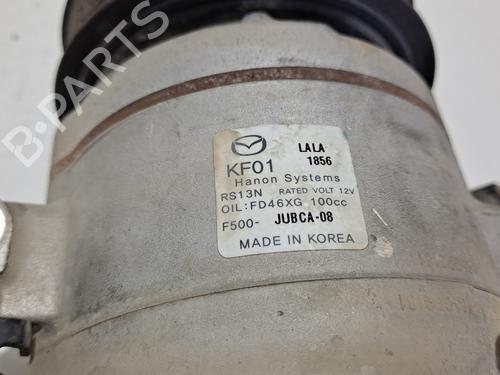 B-PARTS
LALA
KF01 1856
Hanon Systems
RS13N RATED VOLT 12V
OIL:FD46XG 100cc
F500- JUBCA-08
MADE IN KOREA